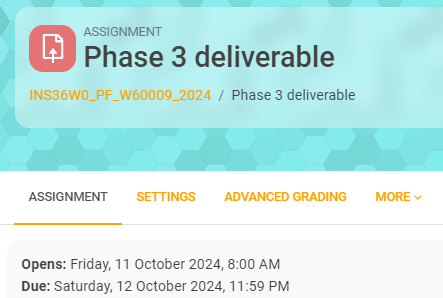 ASSIGNMENT
Phase 3 deliverable
INS36W0_PF_W60009_2024 / Phase 3 deliverable
ASSIGNMENT SETTINGS ADVANCED GRADING MORE
Opens: Friday, 11 October 2024, 8:00 AM
Due: Saturday, 12 October 2024, 11:59 PM